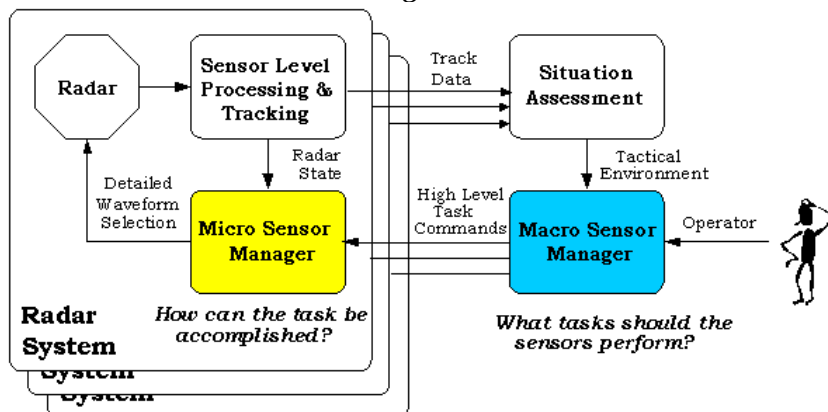 Radar
Sensor Level
Processing &
Tracking
Track
Data
Situation
Assessment
Detailed
Waveform
Selection
Radar
State
Tactical
Environment
High Level
Task
Commands
Micro Sensor
Manager
Macro Sensor
Manager
Operator
How can the task be
accomplished?
What tasks should the
sensors perform?
Radar
System
System
System